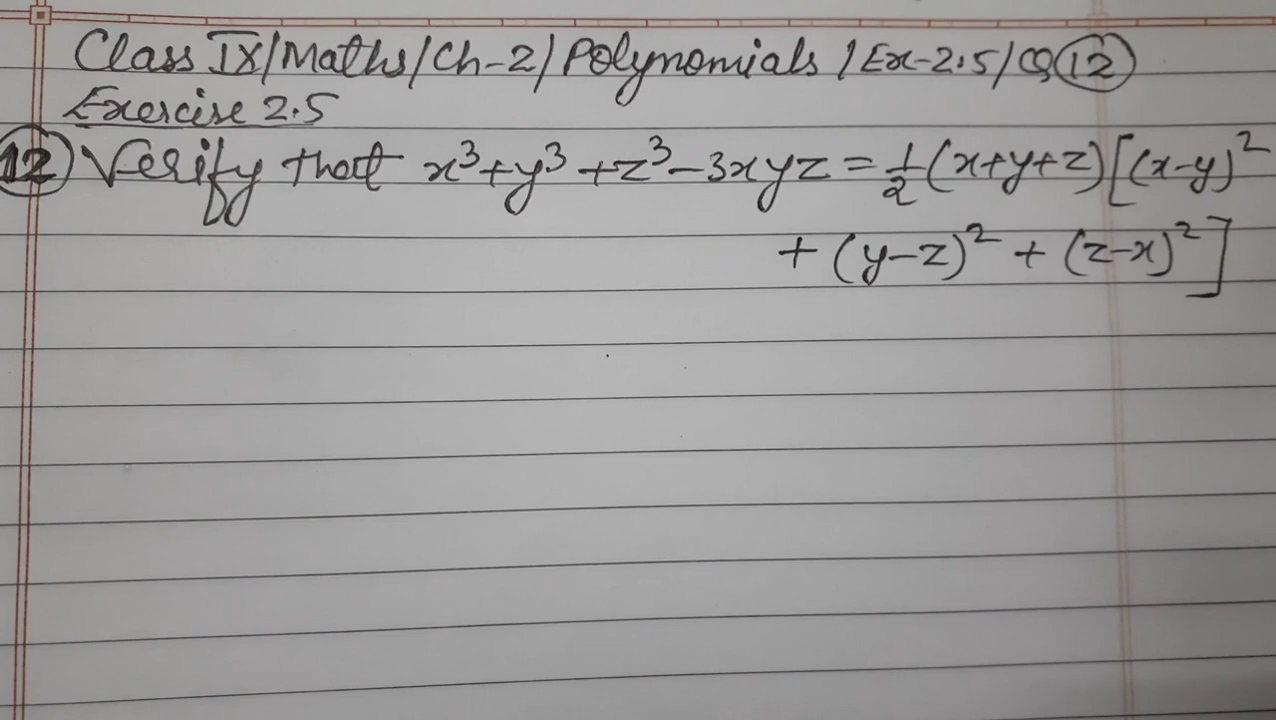 Class IX/Maths/Ch-2/Polynomials/Ex-2.5/Q 12
Exercise 2.5
12) Verify that x³+y³+z³-3xyz = 1/2 (x+y+z)[(x-y)²
+ (y-z)² + (z-x)²]